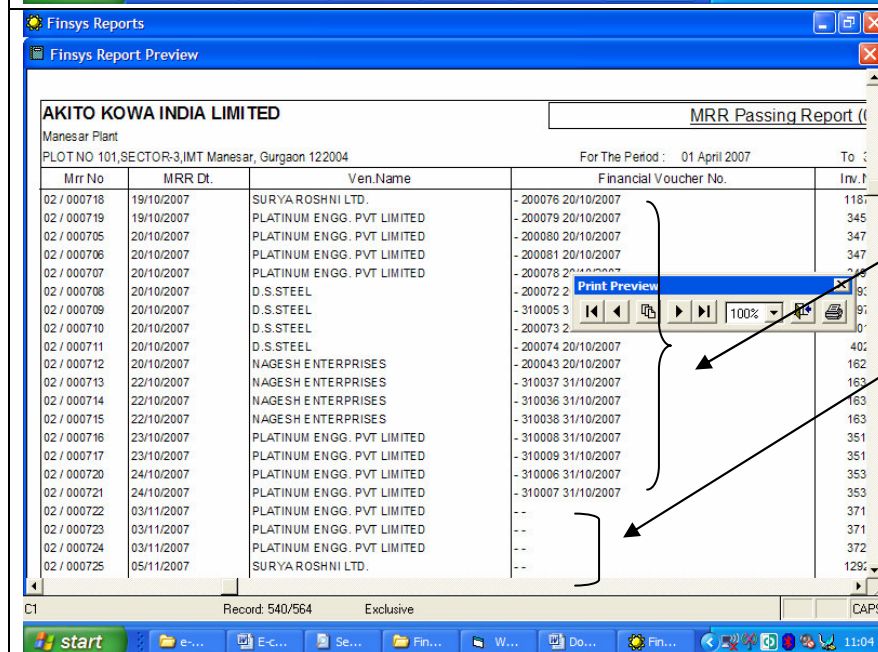 Finsys Reports
Finsys Report Preview
AKITO KOWA INDIA LIMITED
MRR Passing Report
Manesar Plant
PLOT NO 101,SECTOR-3,IMT Manesar, Gurgaon 122004 For The Period : 01 April 2007 To
Mrr No MRR Dt. Ven.Name Financial Voucher No.
02 / 000718 19/10/2007 SURYA ROSHNI LTD. - 200076 20/10/2007 1187
02 / 000719 19/10/2007 PLATINUM ENGG. PVT LIMITED - 200079 20/10/2007 345
02 / 000705 20/10/2007 PLATINUM ENGG. PVT LIMITED - 200080 20/10/2007 347
02 / 000706 20/10/2007 PLATINUM ENGG. PVT LIMITED - 200081 20/10/2007 347
02 / 000707 20/10/2007 PLATINUM ENGG. PVT LIMITED - 200078
02 / 000708 20/10/2007 D.S.STEEL - 200072
Print Preview
02 / 000709 20/10/2007 D.S.STEEL - 310005
100%
02 / 000710 20/10/2007 D.S.STEEL - 200073
02 / 000711 20/10/2007 D.S.STEEL - 200074 20/10/2007 402
02 / 000712 20/10/2007 NAGESH ENTERPRISES - 200043 20/10/2007 162
02 / 000713 22/10/2007 NAGESH ENTERPRISES - 310037 31/10/2007 163
02 / 000714 22/10/2007 NAGESH ENTERPRISES - 310036 31/10/2007 163
02 / 000715 22/10/2007 NAGESH ENTERPRISES - 310038 31/10/2007 163
02 / 000716 23/10/2007 PLATINUM ENGG. PVT LIMITED - 310008 31/10/2007 351
02 / 000717 23/10/2007 PLATINUM ENGG. PVT LIMITED - 310009 31/10/2007 351
02 / 000720 24/10/2007 PLATINUM ENGG. PVT LIMITED - 310006 31/10/2007 353
02 / 000721 24/10/2007 PLATINUM ENGG. PVT LIMITED - 310007 31/10/2007 353
02 / 000722 03/11/2007 PLATINUM ENGG. PVT LIMITED - - 371
02 / 000723 03/11/2007 PLATINUM ENGG. PVT LIMITED - - 371
02 / 000724 03/11/2007 PLATINUM ENGG. PVT LIMITED - - 372
02 / 000725 05/11/2007 SURYA ROSHNI LTD. - - 1292
C1 Record: 540/564 Exclusive CAPS
start e-... E-c... Se... Fin... W... Do... Fin... 11:04